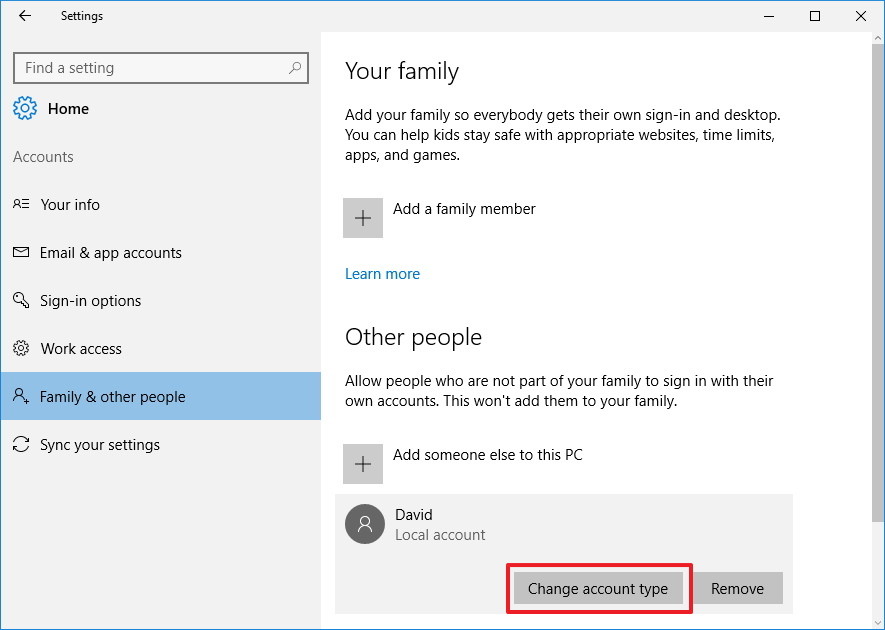 Settings
Find a setting
Home
Accounts
Your info
Email & app accounts
Sign-in options
Work access
Family & other people
Sync your settings
Your family
Add your family so everybody gets their own sign-in and desktop.
You can help kids stay safe with appropriate websites, time limits,
apps, and games.
Add a family member
Learn more
Other people
Allow people who are not part of your family to sign in with their
own accounts. This won't add them to your family.
Add someone else to this PC
David
Local account
Change account type
Remove